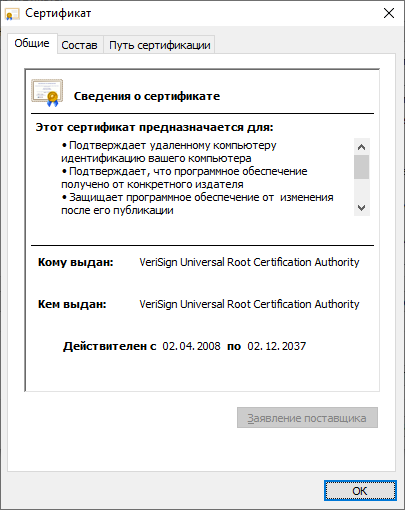 Сертификат
Общие Состав Путь сертификации
Сведения о сертификате
Этот сертификат предназначается для:
• Подтверждает удаленному компьютеру
идентификацию вашего компьютера
• Подтверждает, что программное обеспечение
получено от конкретного издателя
• Защищает программное обеспечение от изменения
после его публикации
Кому выдан: VeriSign Universal Root Certification Authority
Кем выдан: VeriSign Universal Root Certification Authority
Действителен с 02.04.2008 по 02.12.2037
Заявление поставщика
ОК